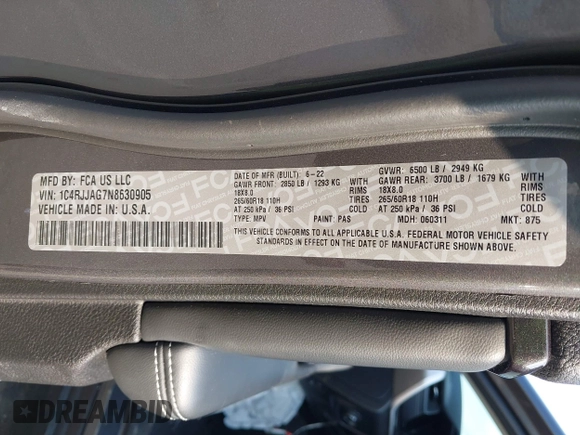 MFD BY: FCA US LLC
VIN: 1C4RJJAG7N8630905
VEHICLE MADE IN U.S.A.
DATE OF MFR (BUILT): 6-22
GAWR FRONT: 2850 LB / 1293 KG WITH
18X8.0 RIMS
265/60R18 110H TIRES
AT 250 kPa / 36 PSI COLD
TYPE: MPV PAINT: PAS
GVWR: 6500 LB / 2949 KG
GAWR REAR: 3700 LB / 1679 KG WITH
18X8.0 RIMS
265/60R18 110H TIRES
AT 250 kPa / 36 PSI COLD
MDH: 060311 MKT: 875
THIS VEHICLE CONFORMS TO ALL APPLICABLE U.S.A. FEDERAL MOTOR VEHICLE SAFETY
STANDARDS IN EFFECT ON THE DATE OF MANUFACTURE SHOWN ABOVE.
DREAMBID